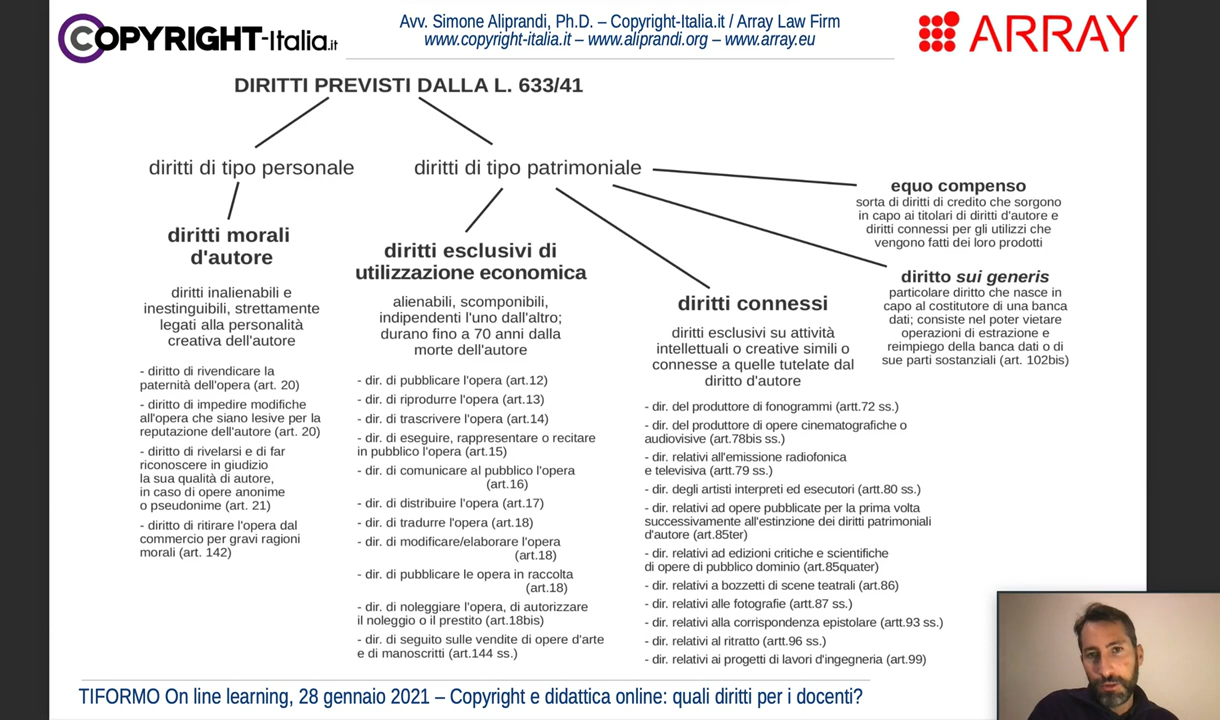 COPYRIGHT-Italia.it
Avv. Simone Aliprandi, Ph.D. – Copyright-Italia.it / Array Law Firm
www.copyright-italia.it – www.aliprandi.org – www.array.eu
ARRAY
DIRITTI PREVISTI DALLA L. 633/41
diritti di tipo personale
diritti di tipo patrimoniale
diritti morali
d'autore
diritti inalienabili e
inestinguibili, strettamente
legati alla personalità
creativa dell'autore
- diritto di rivendicare la
paternità dell'opera (art. 20)
- diritto di impedire modifiche
all'opera che siano lesive per la
reputazione dell'autore (art. 20)
- diritto di rivelarsi e di far
riconoscere in giudizio
la sua qualità di autore,
in caso di opere anonime
o pseudonime (art. 21)
- diritto di ritirare l'opera dal
commercio per gravi ragioni
morali (art. 142)
diritti esclusivi di
utilizzazione economica
alienabili, scomponibili,
indipendenti l'uno dall'altro;
durano fino a 70 anni dalla
morte dell'autore
- dir. di pubblicare l'opera (art.12)
- dir. di riprodurre l'opera (art.13)
- dir. di trascrivere l'opera (art.14)
- dir. di eseguire, rappresentare o recitare
in pubblico l'opera (art.15)
- dir. di comunicare al pubblico l'opera
(art.16)
- dir. di distribuire l'opera (art.17)
- dir. di tradurre l'opera (art.18)
- dir. di modificare/elaborare l'opera
(art.18)
- dir. di pubblicare le opera in raccolta
(art.18)
- dir. di noleggiare l'opera, di autorizzare
il noleggio o il prestito (art.18bis)
- dir. di seguito sulle vendite di opere d'arte
e di manoscritti (art.144 ss.)
diritti connessi
diritti esclusivi su attività
intellettuali o creative simili o
connesse a quelle tutelate dal
diritto d'autore
- dir. del produttore di fonogrammi (artt.72 ss.)
- dir. del produttore di opere cinematografiche o
audiovisive (art.78bis ss.)
- dir. relativi all'emissione radiofonica
e televisiva (artt.79 ss.)
- dir. degli artisti interpreti ed esecutori (artt.80 ss.)
- dir. relativi ad opere pubblicate per la prima volta
successivamente all'estinzione dei diritti patrimoniali
d'autore (art.85ter)
- dir. relativi ad edizioni critiche e scientifiche
di opere di pubblico dominio (art.85quater)
- dir. relativi a bozzetti di scene teatrali (art.86)
- dir. relativi alle fotografie (artt.87 ss.)
- dir. relativi alla corrispondenza epistolare (artt.93 ss.)
- dir. relativi al ritratto (artt.96 ss.)
- dir. relativi ai progetti di lavori d'ingegneria (art.99)
equo compenso
sorta di diritti di credito che sorgono
in capo ai titolari di diritti d'autore e
diritti connessi per gli utilizzi che
vengono fatti dei loro prodotti
diritto sui generis
particolare diritto che nasce in
capo al costitutore di una banca
dati; consiste nel poter vietare
operazioni di estrazione e
reimpiego della banca dati o di
sue parti sostanziali (art. 102bis)
TIFORMO On line learning, 28 gennaio 2021 – Copyright e didattica online: quali diritti per i docenti?